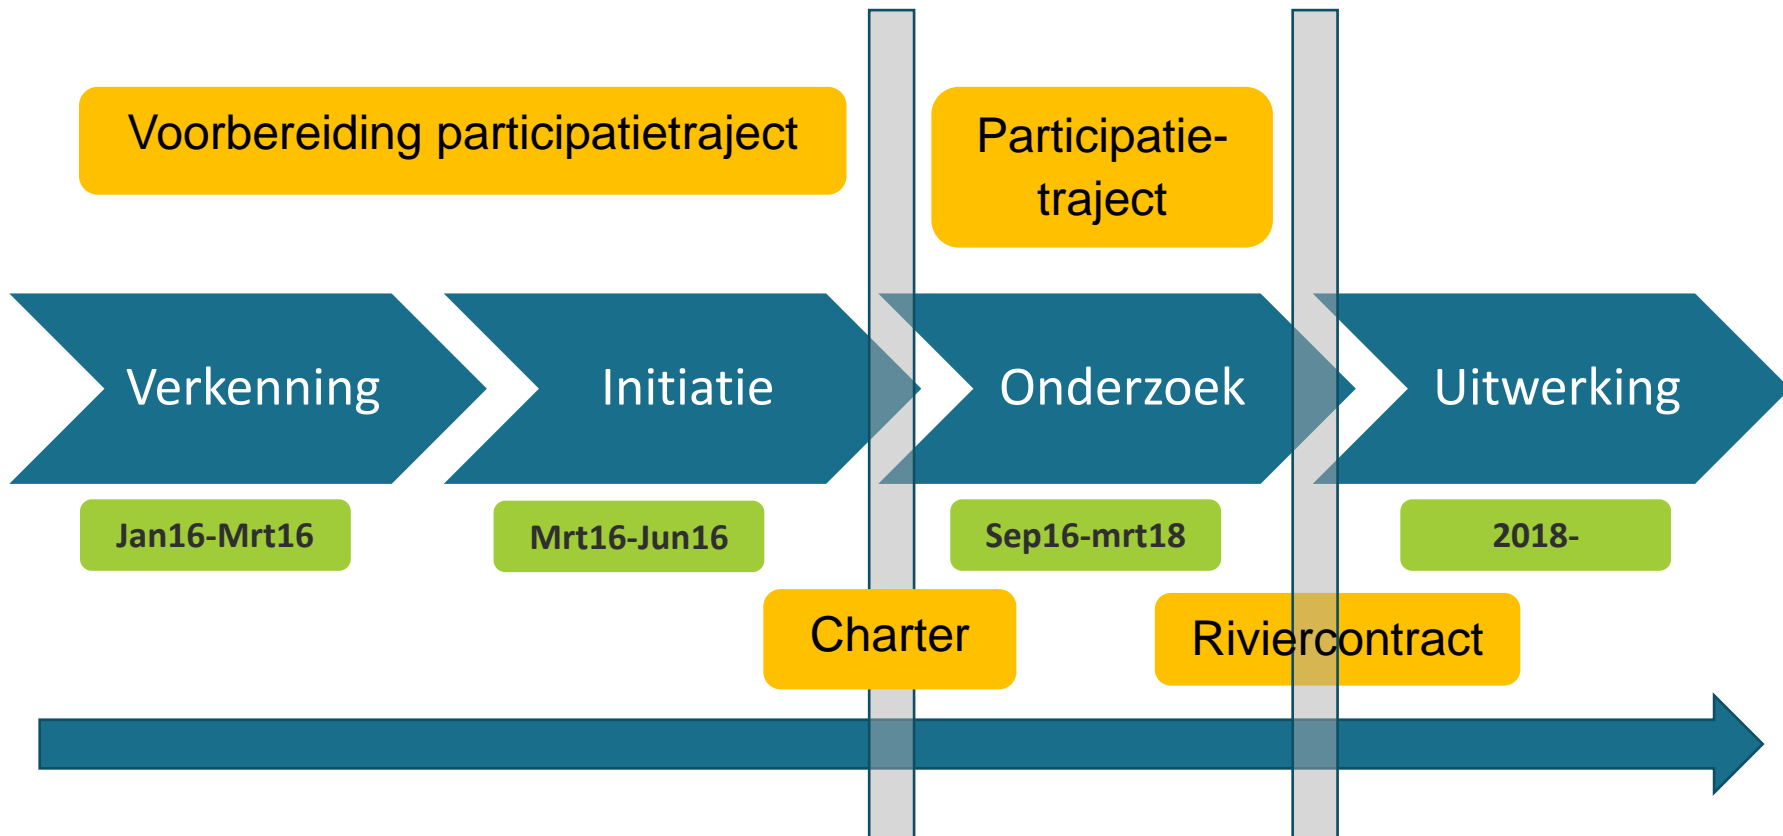 Voorbereiding participatietraject
Participatie-
traject
Verkenning
Initiatie
Onderzoek
Uitwerking
Jan16-Mrt16
Mrt16-Jun16
Sep16-mrt18
2018-
Charter
Riviercontract